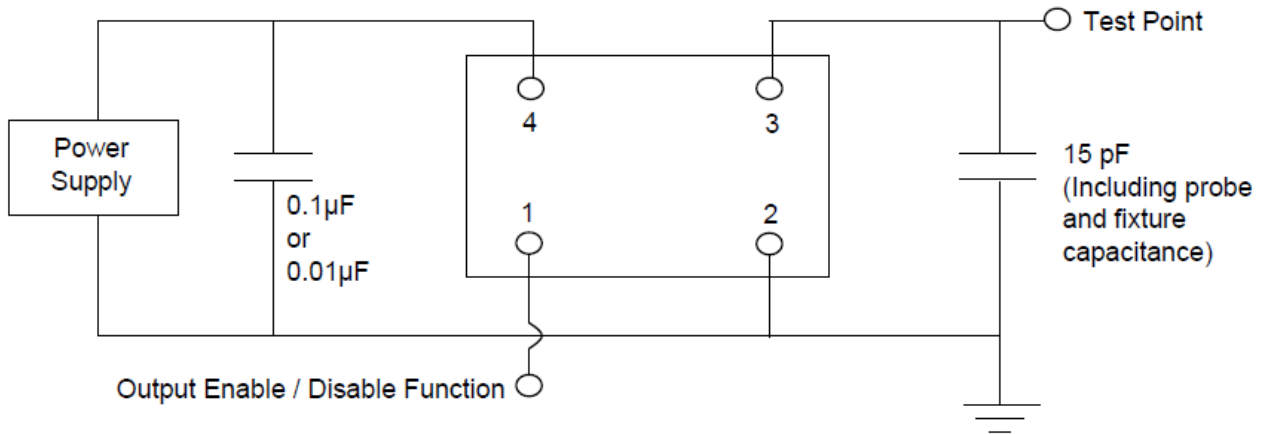 Test Point
4
3
Power
Supply
15 pF
(Including probe
and fixture
capacitance)
0.1µF
or
0.01µF
1
2
Output Enable / Disable Function